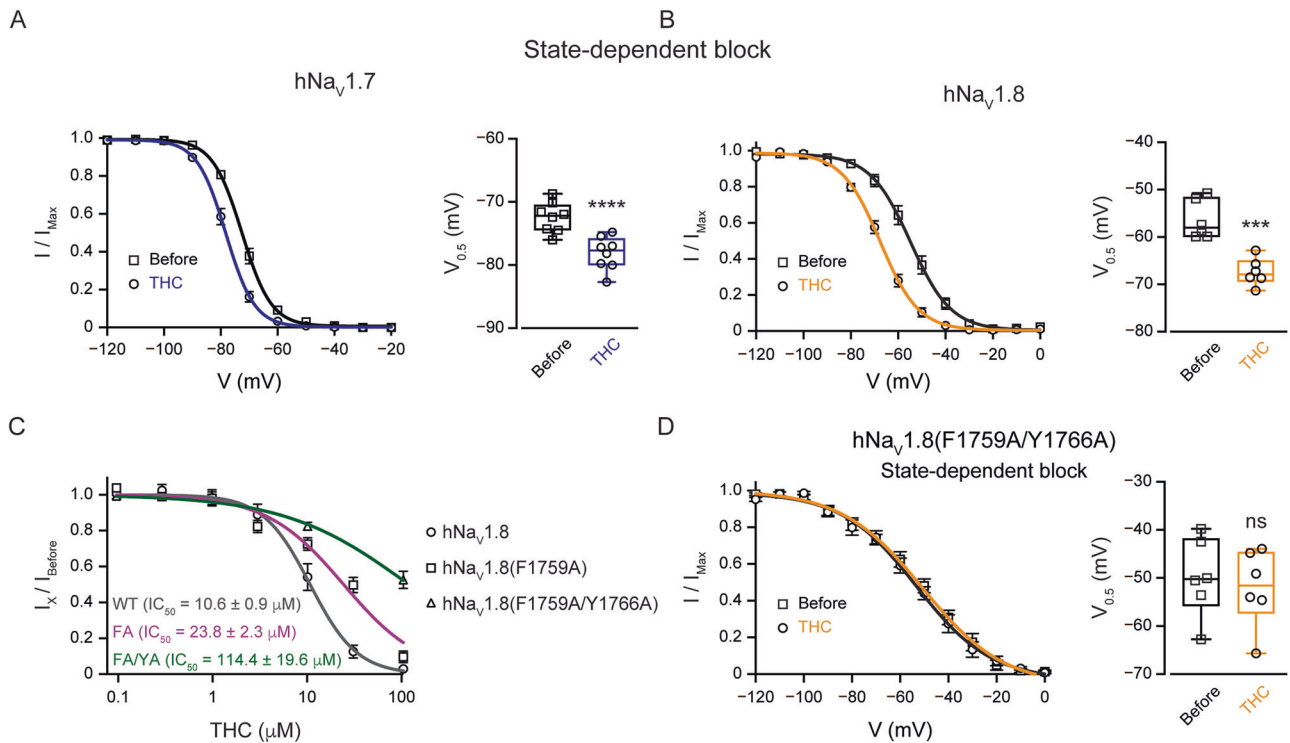 A
B
State-dependent block
hNaV1.7
hNaV1.8
1.0
0.8
0.6
0.4
0.2
0
I / IMax
Before
THC
−120 −100 −80 −60 −40 −20
V (mV)
−60
−70
−80
−90
V0.5 (mV)
****
Before
THC
1.0
0.8
0.6
0.4
0.2
0
I / IMax
Before
THC
−120 −100 −80 −60 −40 −20 0
V (mV)
−40
−50
−60
−70
−80
V0.5 (mV)
***
Before
THC
C
1.0
0.8
0.6
0.4
0.2
0
IX / IBefore
WT (IC50 = 10.6 ± 0.9 μM)
FA (IC50 = 23.8 ± 2.3 μM)
FA/YA (IC50 = 114.4 ± 19.6 μM)
0.1 1 10 100
THC (μM)
hNaV1.8
hNaV1.8(F1759A)
hNaV1.8(F1759A/Y1766A)
D
hNaV1.8(F1759A/Y1766A)
State-dependent block
1.0
0.8
0.6
0.4
0.2
0
I / IMax
Before
THC
−120 −100 −80 −60 −40 −20 0
V (mV)
−30
−40
−50
−60
−70
V0.5 (mV)
ns
Before
THC